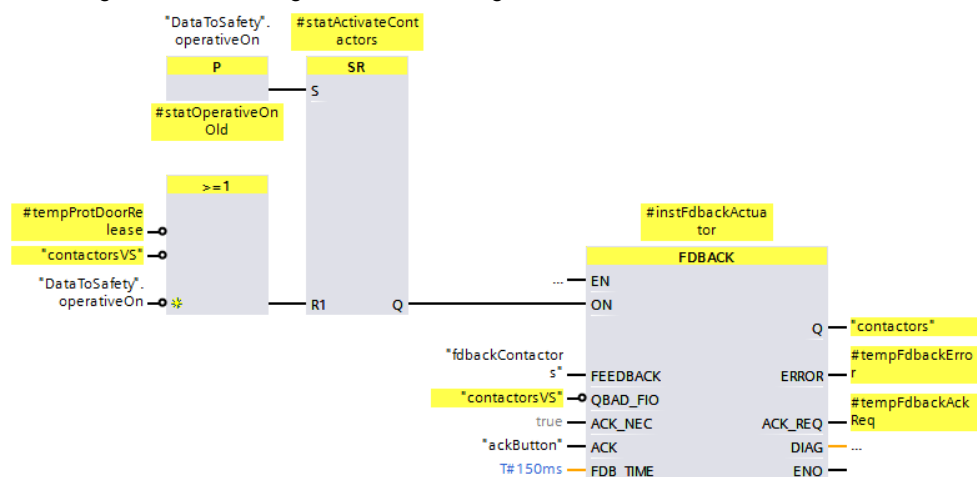 "DataToSafety".
operativeOn
#statActivateCont
actors
P
SR
S
#statOperativeOn
Old
>=1
#tempProtDoorRe
lease
"contactorsVS"
"DataToSafety".
operativeOn
R1
Q
#instFdbackActua
tor
FDBACK
...
EN
ON
Q
"contactors"
"fdbackContactor
s"
FEEDBACK
ERROR
#tempFdbackErro
r
"contactorsVS"
QBAD_FIO
true
ACK_NEC
ACK_REQ
#tempFdbackAck
Req
"ackButton"
ACK
DIAG
...
T#150ms
FDB_TIME
ENO